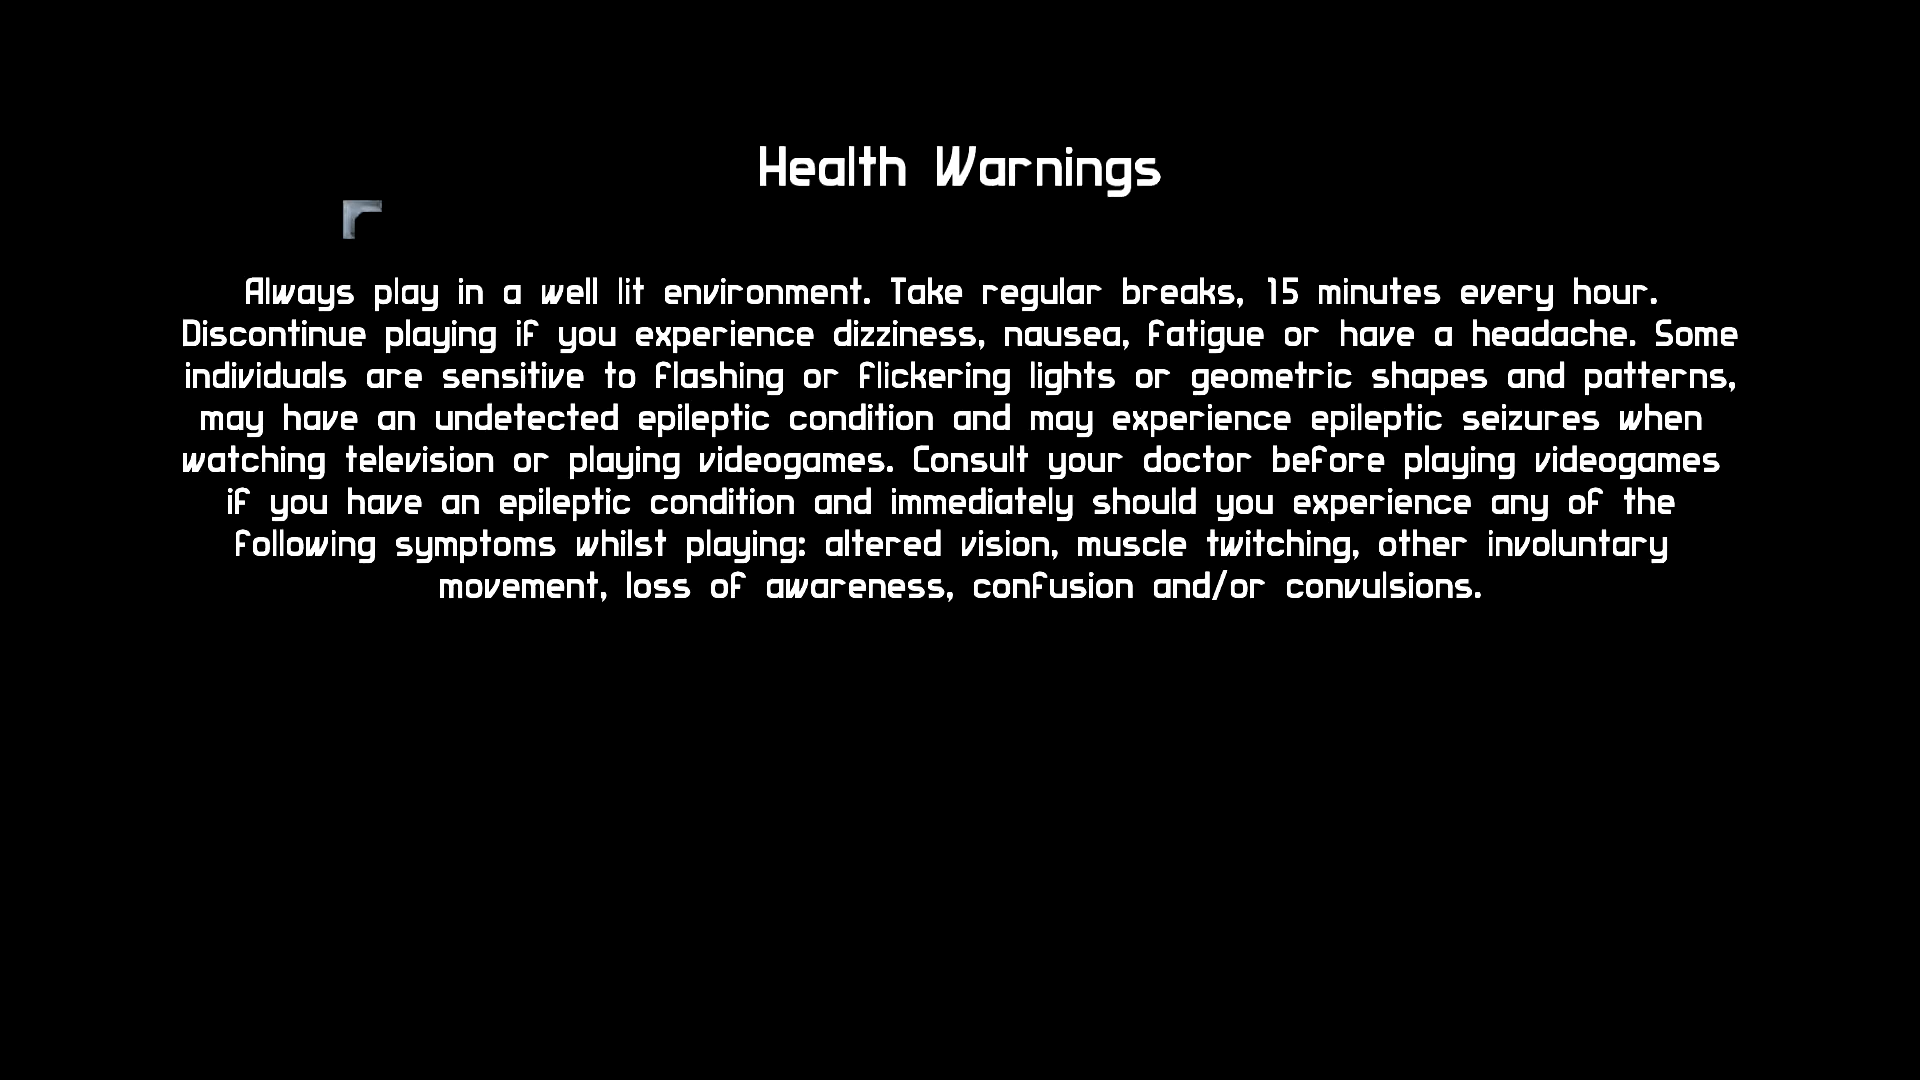 Health Warnings
Always play in a well lit environment. Take regular breaks, 15 minutes every hour.
Discontinue playing if you experience dizziness, nausea, fatigue or have a headache. Some
individuals are sensitive to flashing or flickering lights or geometric shapes and patterns,
may have an undetected epileptic condition and may experience epileptic seizures when
watching television or playing videogames. Consult your doctor before playing videogames
if you have an epileptic condition and immediately should you experience any of the
following symptoms whilst playing: altered vision, muscle twitching, other involuntary
movement, loss of awareness, confusion and/or convulsions.